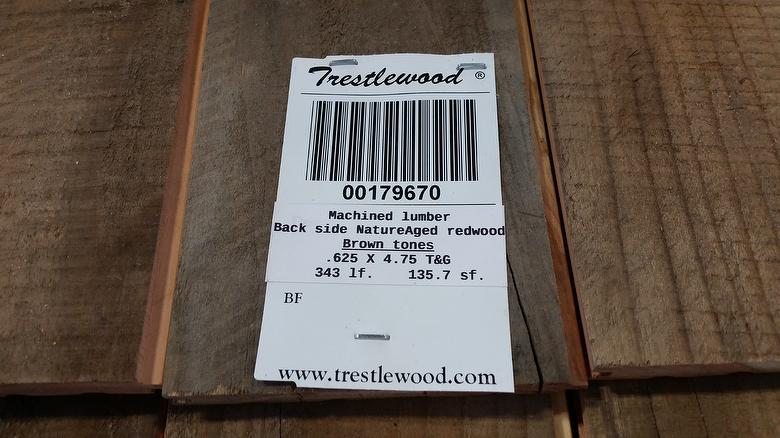 Trestlewood ®
00179670
Machined lumber
Back side NatureAged redwood
Brown tones
.625 X 4.75 T&G
343 lf. 135.7 sf.
BF
www.trestlewood.com